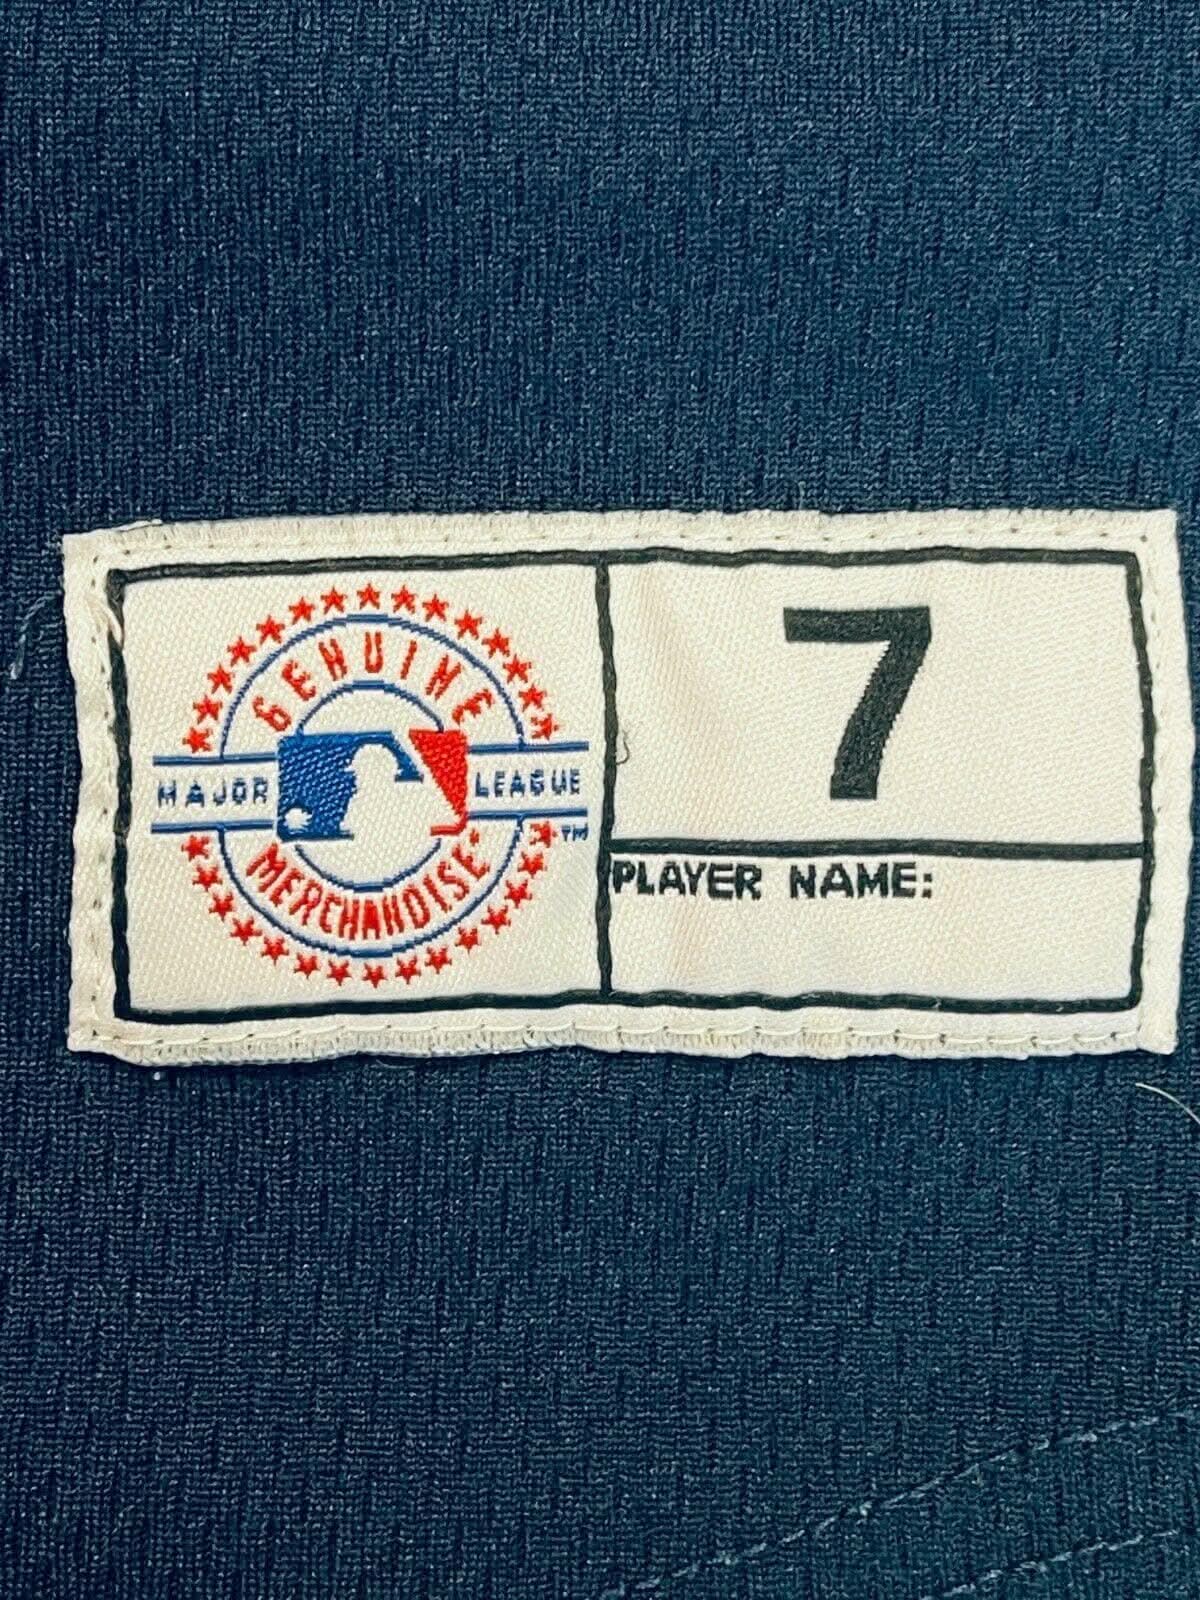 GENUINE
MAJOR LEAGUE
MERCHANDISE
TM
7
PLAYER NAME: